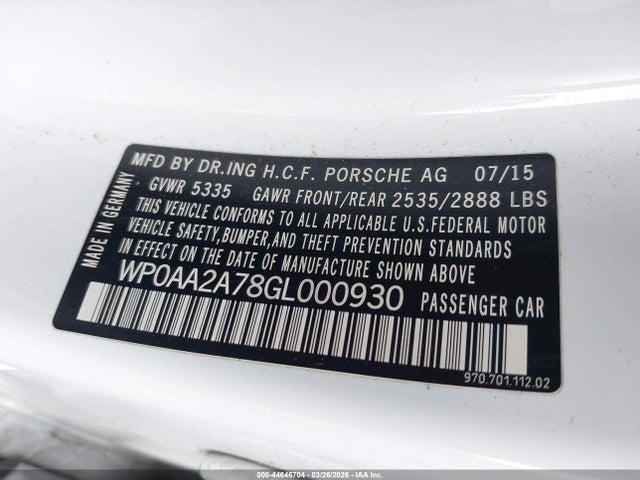 MFD BY DR.ING H.C.F. PORSCHE AG 07/15
GVWR 5335 GAWR FRONT/REAR 2535/2888 LBS
THIS VEHICLE CONFORMS TO ALL APPLICABLE U.S.FEDERAL MOTOR
VEHICLE SAFETY,BUMPER,AND THEFT PREVENTION STANDARDS
IN EFFECT ON THE DATE OF MANUFACTURE SHOWN ABOVE
WP0AA2A78GL000930 PASSENGER CAR
MADE IN GERMANY
970.701.112.02
000-44646704 | 03/26/2026 | IAA Inc.